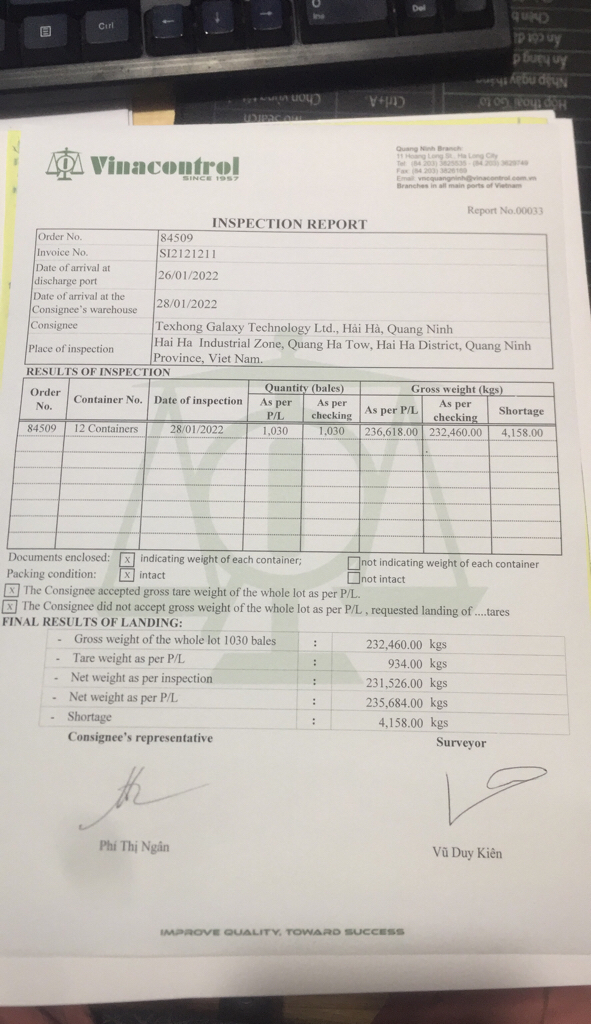 Ctrl
Ins
Del
Ctrl+A
Vinacontrol
SINCE 1957
Quang Ninh Branch
11 Hoang Long St., Ha Long City
Branches in all main ports of Vietnam
Report No.00033
INSPECTION REPORT
Order No. 84509
Invoice No. SI2121211
Date of arrival at discharge port 26/01/2022
Date of arrival at the Consignee's warehouse 28/01/2022
Consignee Texhong Galaxy Technology Ltd., Hải Hà, Quang Ninh
Place of inspection Hai Ha Industrial Zone, Quang Ha Tow, Hai Ha District, Quang Ninh
Province, Viet Nam.
RESULTS OF INSPECTION
Order No. Container No. Date of inspection Quantity (bales) Gross weight (kgs)
As per P/L As per checking As per P/L As per checking Shortage
84509 12 Containers 28/01/2022 1,030 1,030 236,618.00 232,460.00 4,158.00
Documents enclosed: x indicating weight of each container; not indicating weight of each container
Packing condition: x intact not intact
x The Consignee accepted gross tare weight of the whole lot as per P/L.
x The Consignee did not accept gross weight of the whole lot as per P/L , requested landing of ....tares
FINAL RESULTS OF LANDING:
- Gross weight of the whole lot 1030 bales : 232,460.00 kgs
- Tare weight as per P/L : 934.00 kgs
- Net weight as per inspection : 231,526.00 kgs
- Net weight as per P/L : 235,684.00 kgs
- Shortage : 4,158.00 kgs
Consignee's representative Surveyor
Phí Thị Ngân Vũ Duy Kiên
IMPROVE QUALITY, TOWARD SUCCESS